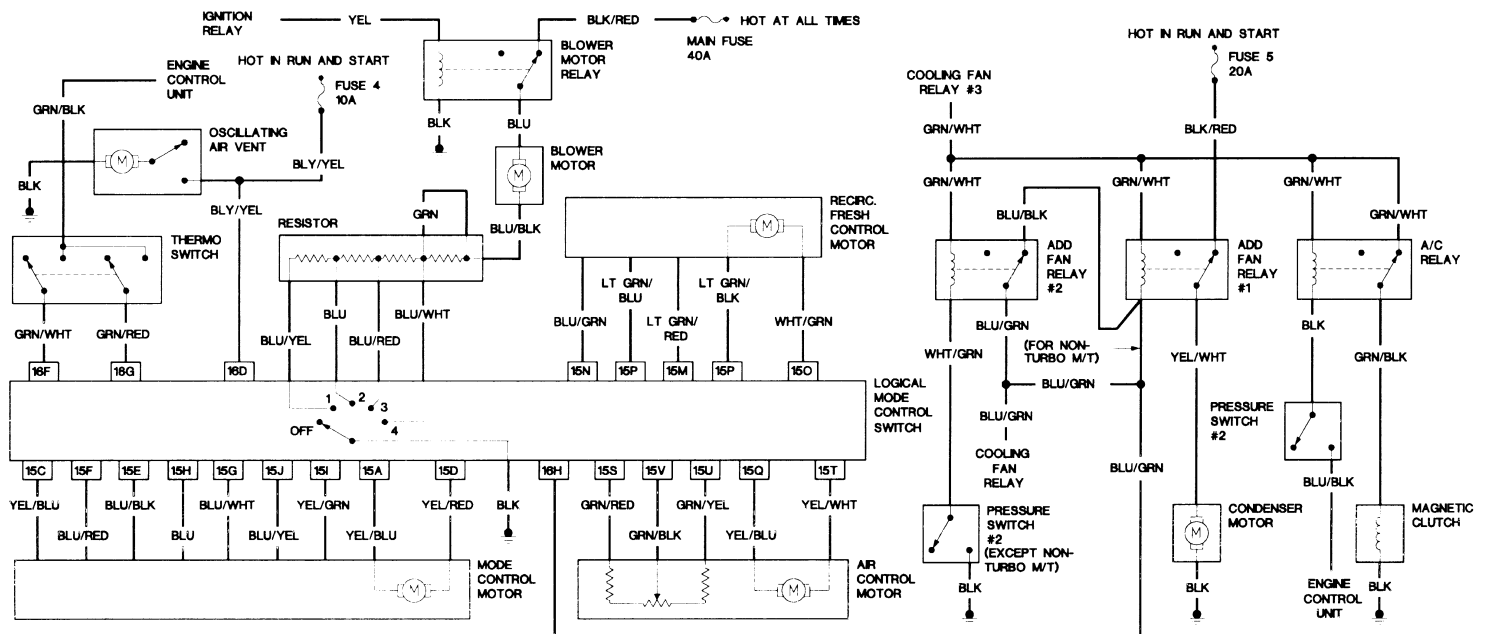 IGNITION
RELAY
YEL
BLK/RED
HOT AT ALL TIMES
MAIN FUSE
40A
BLOWER
MOTOR
RELAY
HOT IN RUN AND START
FUSE 4
10A
ENGINE
CONTROL
UNIT
GRN/BLK
OSCILLATING
AIR VENT
M
BLK
BLY/YEL
BLY/YEL
BLK
BLU
BLOWER
MOTOR
M
BLU/BLK
GRN
RESISTOR
THERMO
SWITCH
RECIRC.
FRESH
CONTROL
MOTOR
M
GRN/WHT
GRN/RED
BLU/YEL
BLU
BLU/RED
BLU/WHT
BLU/GRN
LT GRN/
BLU
LT GRN/
RED
LT GRN/
BLK
WHT/GRN
16F
16G
16D
15N
15P
15M
15P
15O
LOGICAL
MODE
CONTROL
SWITCH
OFF
1
2
3
4
15C
15F
15E
15H
15G
15J
15I
15A
15D
16H
15S
15V
15U
15Q
15T
YEL/BLU
BLU/RED
BLU/BLK
BLU
BLU/WHT
BLU/YEL
YEL/GRN
YEL/BLU
YEL/RED
BLK
GRN/RED
GRN/BLK
GRN/YEL
YEL/BLU
YEL/WHT
M
MODE
CONTROL
MOTOR
M
AIR
CONTROL
MOTOR
HOT IN RUN AND START
FUSE 5
20A
COOLING FAN
RELAY #3
GRN/WHT
BLK/RED
GRN/WHT
BLU/BLK
GRN/WHT
GRN/WHT
GRN/WHT
ADD
FAN
RELAY
#2
ADD
FAN
RELAY
#1
A/C
RELAY
BLU/GRN
WHT/GRN
(FOR NON-
TURBO M/T)
YEL/WHT
BLK
GRN/BLK
BLU/GRN
BLU/GRN
COOLING
FAN
RELAY
BLU/GRN
PRESSURE
SWITCH
#2
BLU/BLK
PRESSURE
SWITCH
#2
(EXCEPT NON-
TURBO M/T)
BLK
M
CONDENSER
MOTOR
BLK
MAGNETIC
CLUTCH
ENGINE
CONTROL
UNIT
BLK